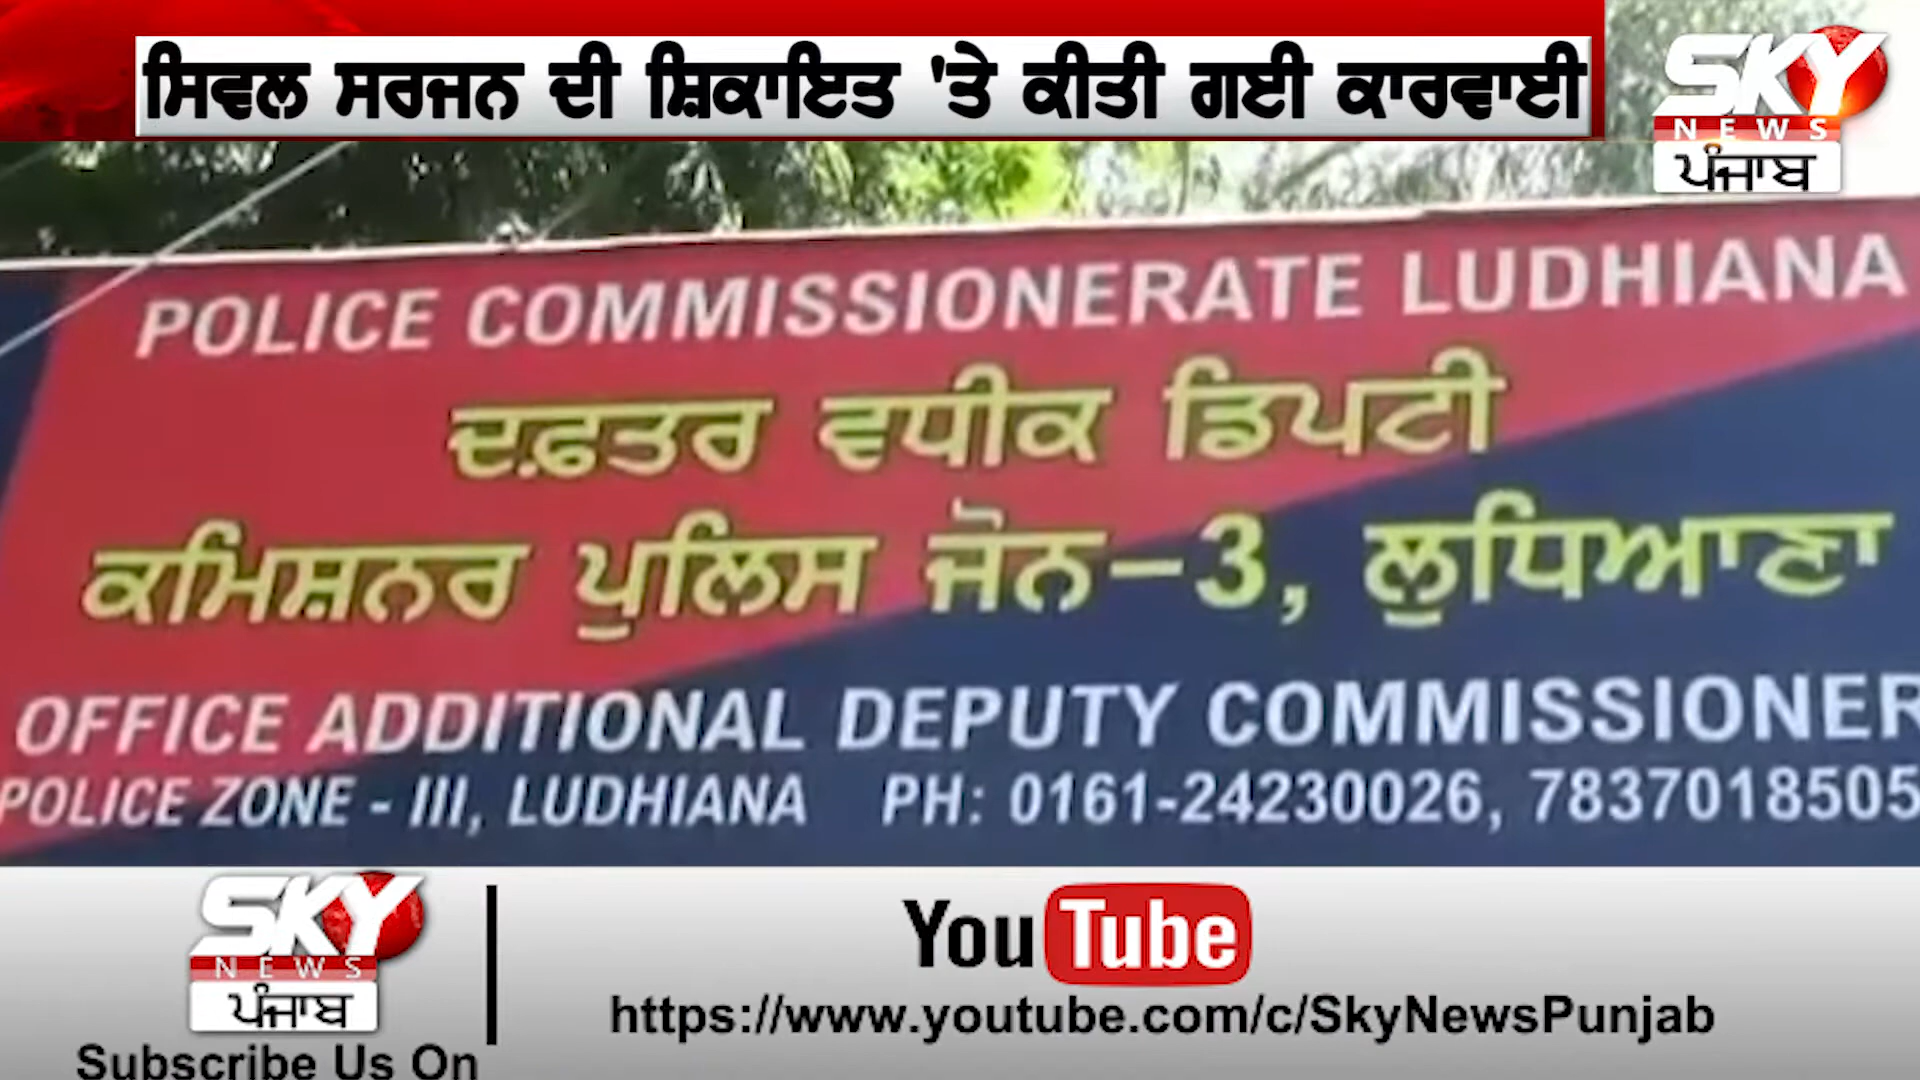 ਸਿਵਲ ਸਰਜਨ ਦੀ ਸ਼ਿਕਾਇਤ 'ਤੇ ਕੀਤੀ ਗਈ ਕਾਰਵਾਈ
SKY
NEWS
ਪੰਜਾਬ
POLICE COMMISSIONERATE LUDHIANA
ਦਫ਼ਤਰ ਵਧੀਕ ਡਿਪਟੀ
ਕਮਿਸ਼ਨਰ ਪੁਲਿਸ ਜੋਨ-3, ਲੁਧਿਆਣਾ
OFFICE ADDITIONAL DEPUTY COMMISSIONER
POLICE ZONE - III, LUDHIANA PH: 0161-24230026, 7837018505
SKY
NEWS
ਪੰਜਾਬ
Subscribe Us On
YouTube
https://www.youtube.com/c/SkyNewsPunjab